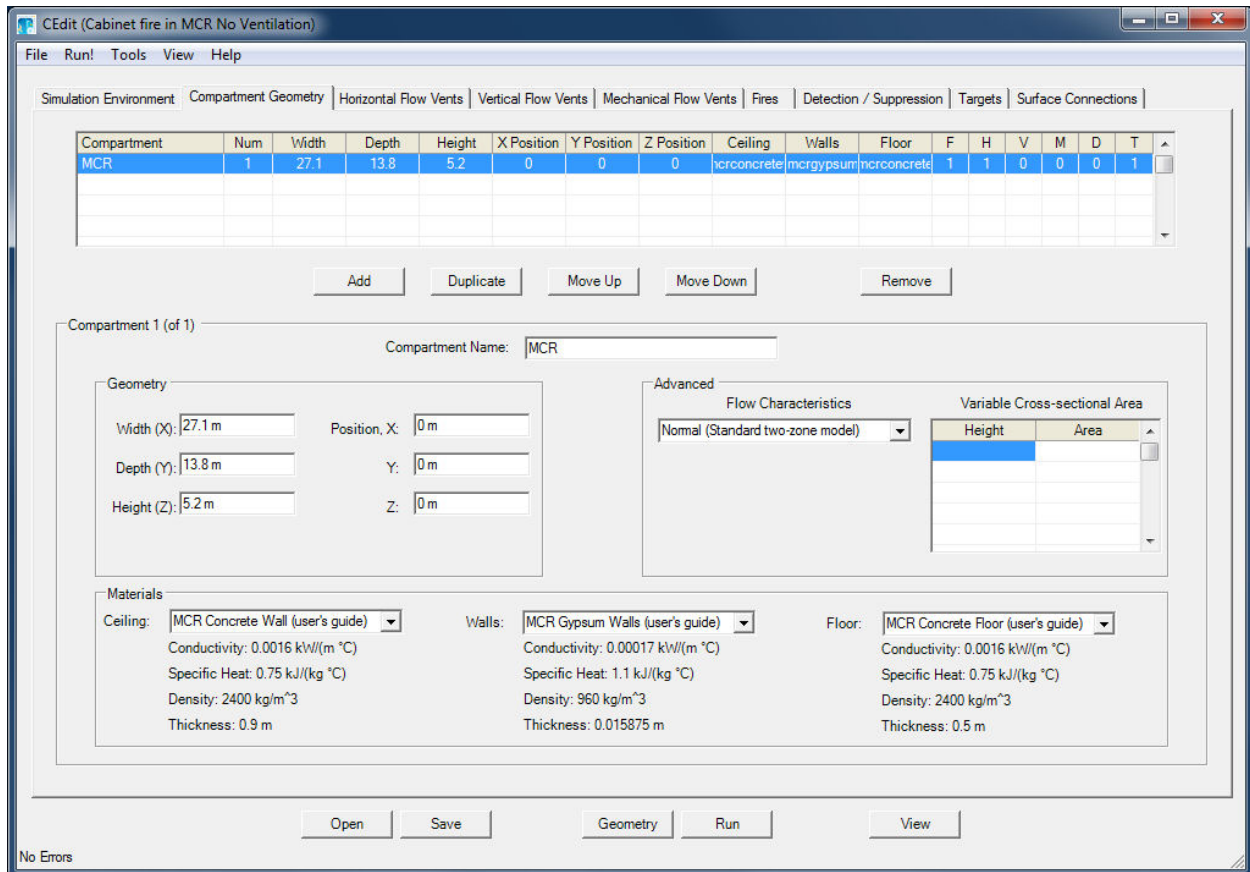 CEdit (Cabinet fire in MCR No Ventilation)
File Run! Tools View Help
Simulation Environment Compartment Geometry Horizontal Flow Vents Vertical Flow Vents Mechanical Flow Vents Fires Detection / Suppression Targets Surface Connections
Compartment Num Width Depth Height X Position Y Position Z Position Ceiling Walls Floor F H V M D T
MCR 1 27.1 13.8 5.2 0 0 0 mcrconcrete mcrgypsum mcrconcrete 1 1 0 0 0 1
Add Duplicate Move Up Move Down Remove
Compartment 1 (of 1)
Compartment Name: MCR
Geometry
Width (X): 27.1 m Position, X: 0 m
Depth (Y): 13.8 m Y: 0 m
Height (Z): 5.2 m Z: 0 m
Advanced
Flow Characteristics Variable Cross-sectional Area
Normal (Standard two-zone model) Height Area
Materials
Ceiling: MCR Concrete Wall (user's guide) Walls: MCR Gypsum Walls (user's guide) Floor: MCR Concrete Floor (user's guide)
Conductivity: 0.0016 kW/(m °C) Conductivity: 0.00017 kW/(m °C) Conductivity: 0.0016 kW/(m °C)
Specific Heat: 0.75 kJ/(kg °C) Specific Heat: 1.1 kJ/(kg °C) Specific Heat: 0.75 kJ/(kg °C)
Density: 2400 kg/m^3 Density: 960 kg/m^3 Density: 2400 kg/m^3
Thickness: 0.9 m Thickness: 0.015875 m Thickness: 0.5 m
Open Save Geometry Run View
No Errors